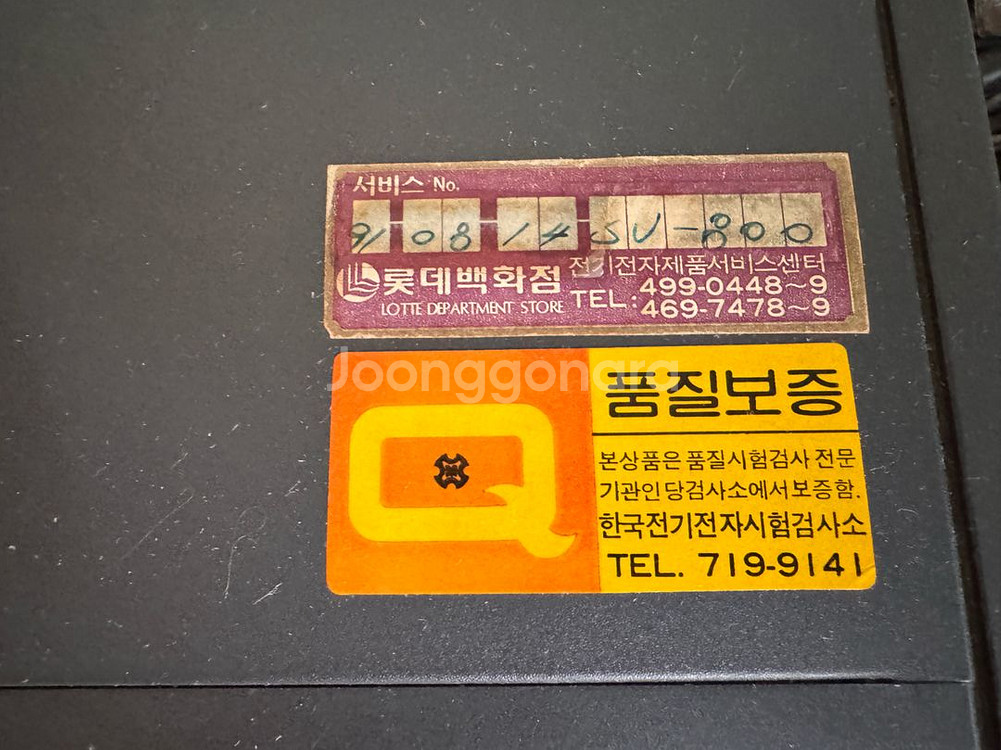 서비스 No.
91 08 14 SV-800
롯데백화점
LOTTE DEPARTMENT STORE
전기전자제품서비스센터
TEL: 499-0448~9
469-7478~9
Joonggonara
Q
품질보증
본상품은 품질시험검사 전문
기관인 당검사소에서 보증함.
한국전기전자시험검사소
TEL. 719-9141